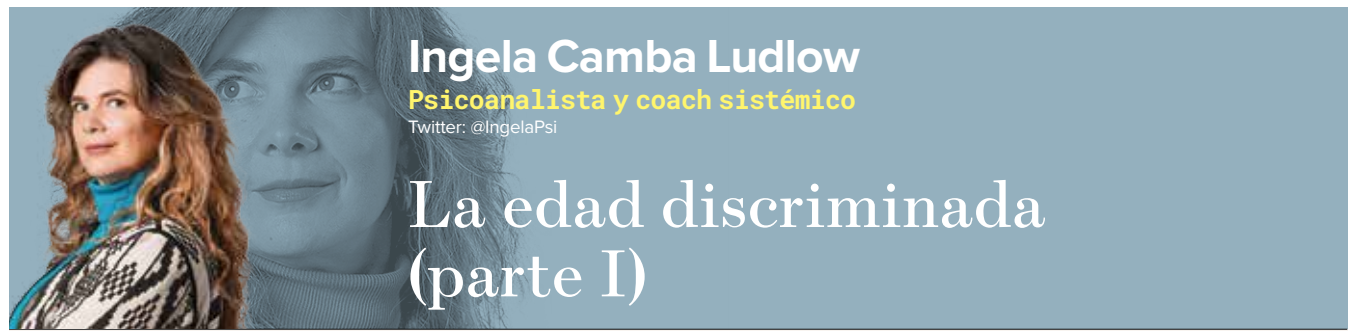 Ingela Camba Ludlow
Psicoanalista y coach sistémico
Twitter: @IngelaPsi
La edad discriminada
(parte I)